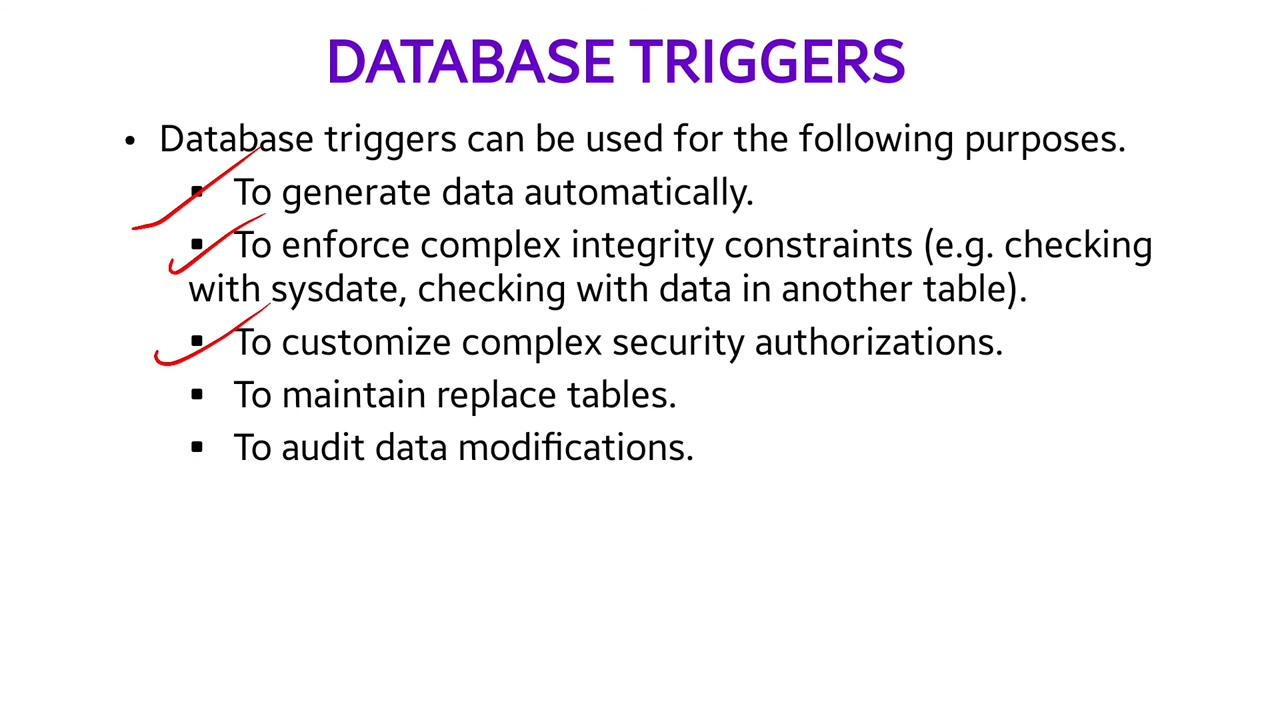 DATABASE TRIGGERS
• Database triggers can be used for the following purposes.
▪ To generate data automatically.
▪ To enforce complex integrity constraints (e.g. checking
with sysdate, checking with data in another table).
▪ To customize complex security authorizations.
▪ To maintain replace tables.
▪ To audit data modifications.